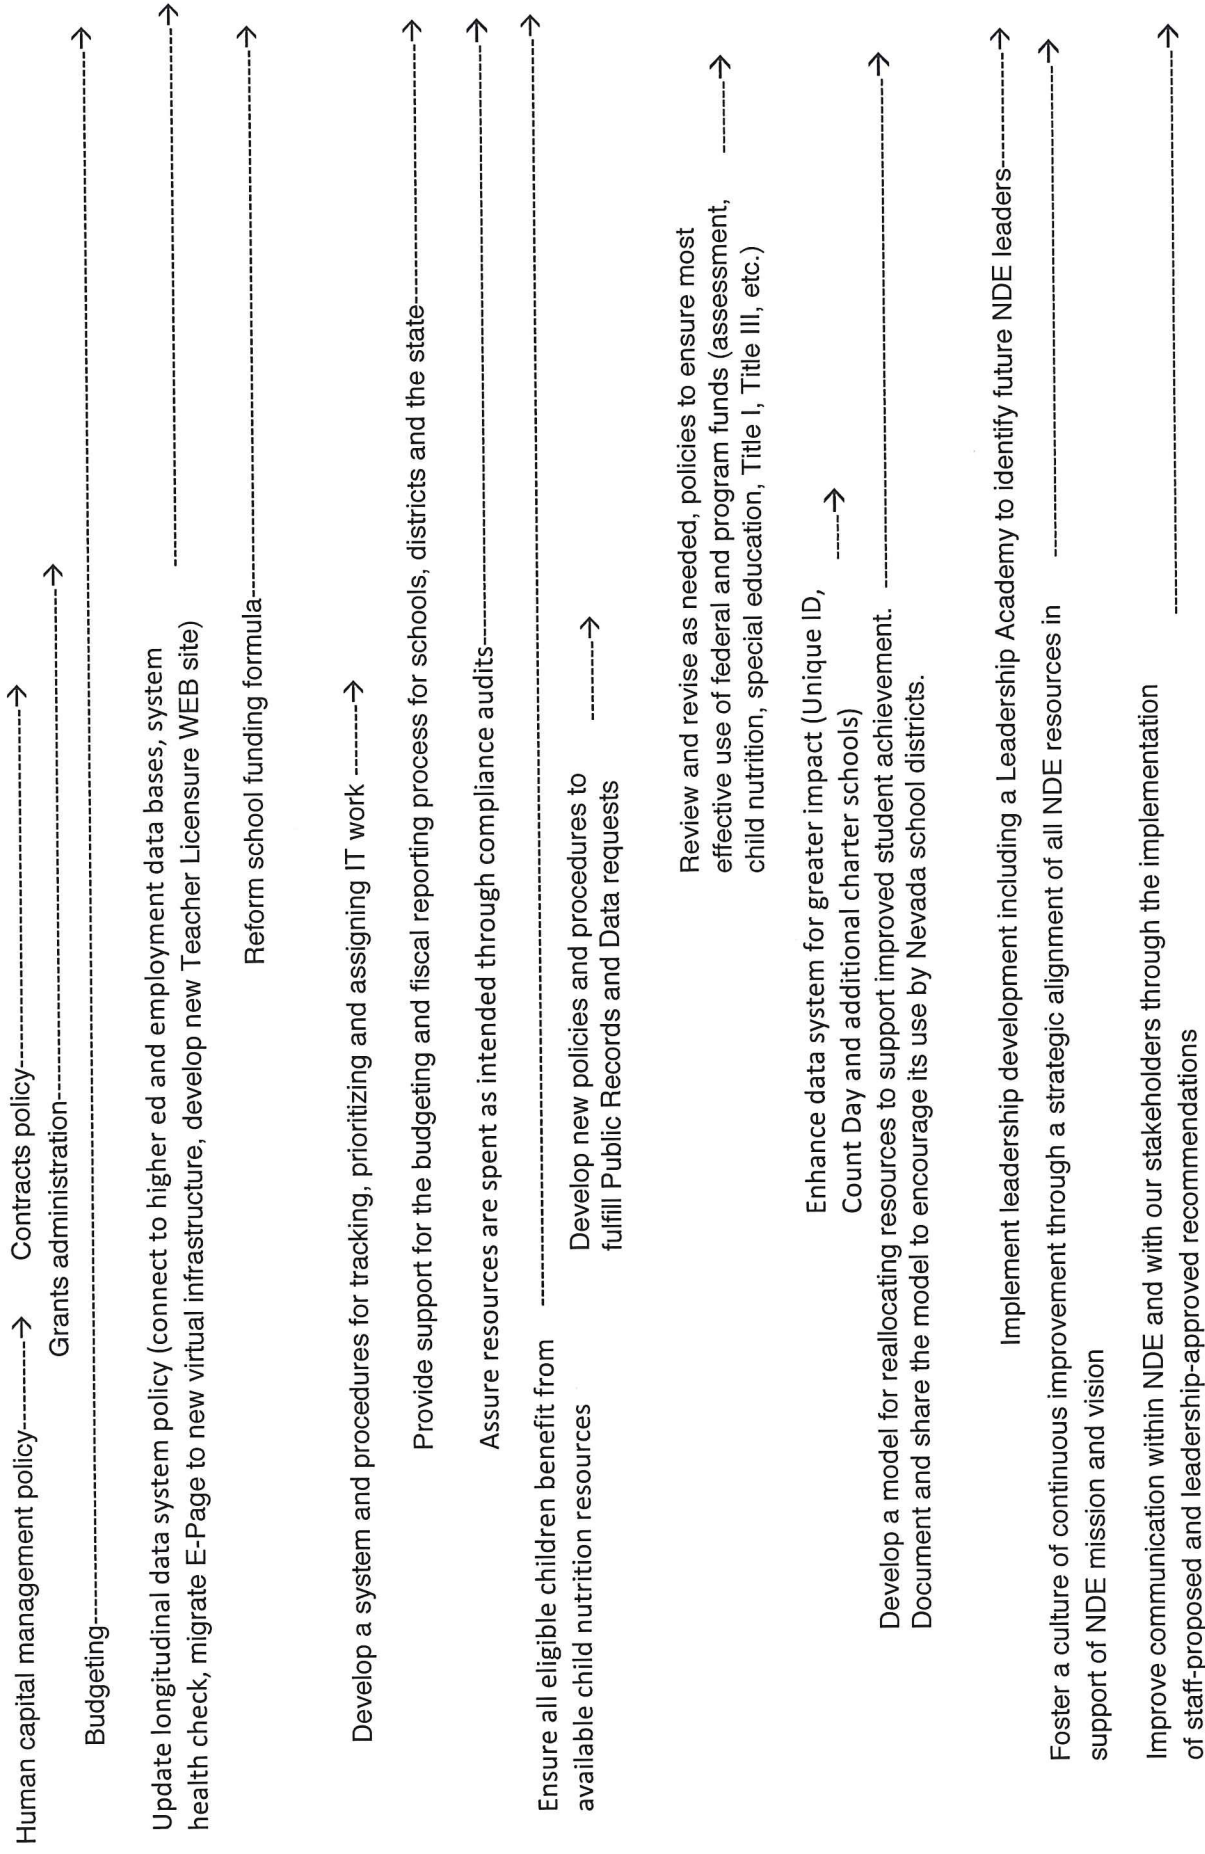 Human capital management policy----------→ Contracts policy------------------------------→
Grants administration------------------------------------------→
Budgeting--------------------------------------------------------------------------------→
Update longitudinal data system policy (connect to higher ed and employment data bases, system --------------------------------→
health check, migrate E-Page to new virtual infrastructure, develop new Teacher Licensure WEB site)
Reform school funding formula--------------------------------------------→
Develop a system and procedures for tracking, prioritizing and assigning IT work --------→
Provide support for the budgeting and fiscal reporting process for schools, districts and the state--------------------→
Assure resources are spent as intended through compliance audits----------------------------------------→
Ensure all eligible children benefit from --------------------------------------------------------------------------------→
available child nutrition resources
Develop new policies and procedures to --------→
fulfill Public Records and Data requests
Review and revise as needed, policies to ensure most
effective use of federal and program funds (assessment, --------→
child nutrition, special education, Title I, Title III, etc.)
Enhance data system for greater impact (Unique ID, -----→
Count Day and additional charter schools)
Develop a model for reallocating resources to support improved student achievement. ----------------------------------------→
Document and share the model to encourage its use by Nevada school districts.
Implement leadership development including a Leadership Academy to identify future NDE leaders----------→
Foster a culture of continuous improvement through a strategic alignment of all NDE resources in ----------------------------------------→
support of NDE mission and vision
Improve communication within NDE and with our stakeholders through the implementation --------------------------------------------→
of staff-proposed and leadership-approved recommendations